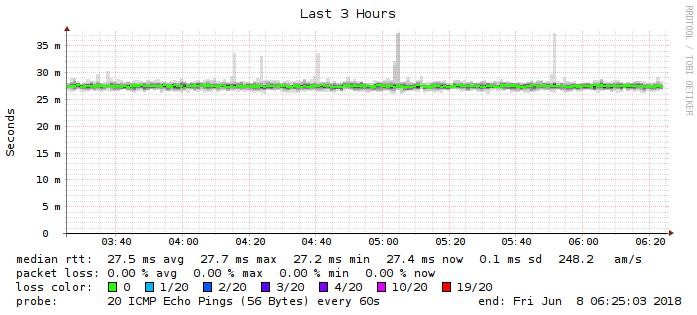 Last 3 Hours
RRDTOOL / TOBI OETIKER
Seconds
35 m
30 m
25 m
20 m
15 m
10 m
5 m
0
03:40 04:00 04:20 04:40 05:00 05:20 05:40 06:00 06:20
median rtt: 27.5 ms avg 27.7 ms max 27.2 ms min 27.4 ms now 0.1 ms sd 248.2 am/s
packet loss: 0.00 % avg 0.00 % max 0.00 % min 0.00 % now
loss color: 0 1/20 2/20 3/20 4/20 10/20 19/20
probe: 20 ICMP Echo Pings (56 Bytes) every 60s end: Fri Jun 8 06:25:03 2018